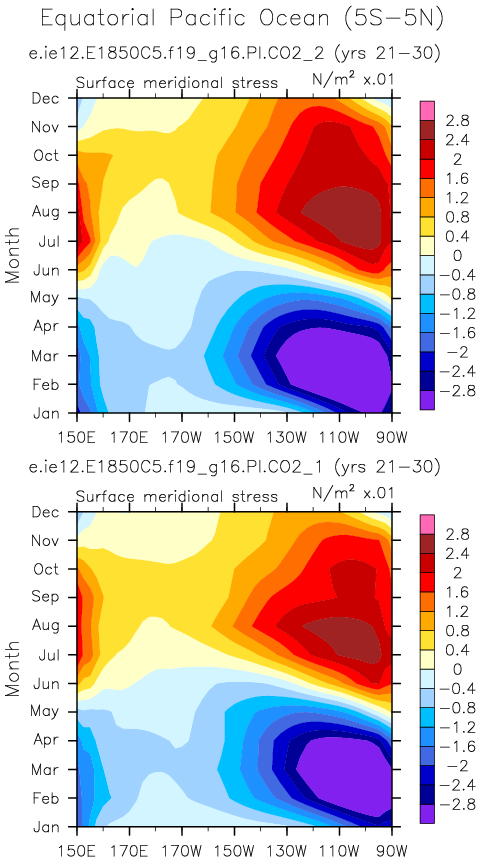 Equatorial Pacific Ocean (5S-5N)
e.ie12.E1850C5.f19_g16.PI.CO2_2 (yrs 21-30)
Surface meridional stress N/m² x.01
Dec
Nov
Oct
Sep
Aug
Jul
Jun
May
Apr
Mar
Feb
Jan
Month
150E 170E 170W 150W 130W 110W 90W
2.8
2.4
2
1.6
1.2
0.8
0.4
0
-0.4
-0.8
-1.2
-1.6
-2
-2.4
-2.8
e.ie12.E1850C5.f19_g16.PI.CO2_1 (yrs 21-30)
Surface meridional stress N/m² x.01
Dec
Nov
Oct
Sep
Aug
Jul
Jun
May
Apr
Mar
Feb
Jan
Month
150E 170E 170W 150W 130W 110W 90W
2.8
2.4
2
1.6
1.2
0.8
0.4
0
-0.4
-0.8
-1.2
-1.6
-2
-2.4
-2.8